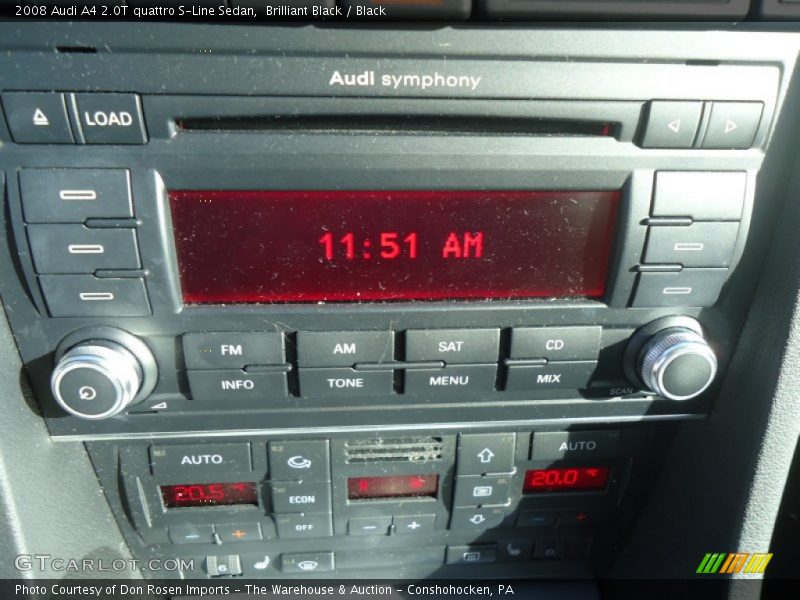 2008 Audi A4 2.0T quattro S-Line Sedan,  Brilliant Black / Black
Audi symphony
LOAD
11:51 AM
FM AM SAT CD
INFO TONE MENU MIX
SCAN
AUTO AUTO
20.5 °C 20.0 °C
ECON
OFF
GTCarLot.com
Photo Courtesy of Don Rosen Imports - The Warehouse & Auction - Conshohocken, PA